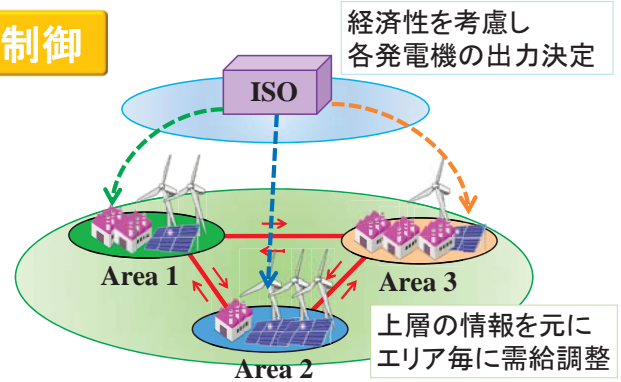 制御
経済性を考慮し
各発電機の出力決定
ISO
Area 1
Area 3
Area 2
上層の情報を元に
エリア毎に需給調整